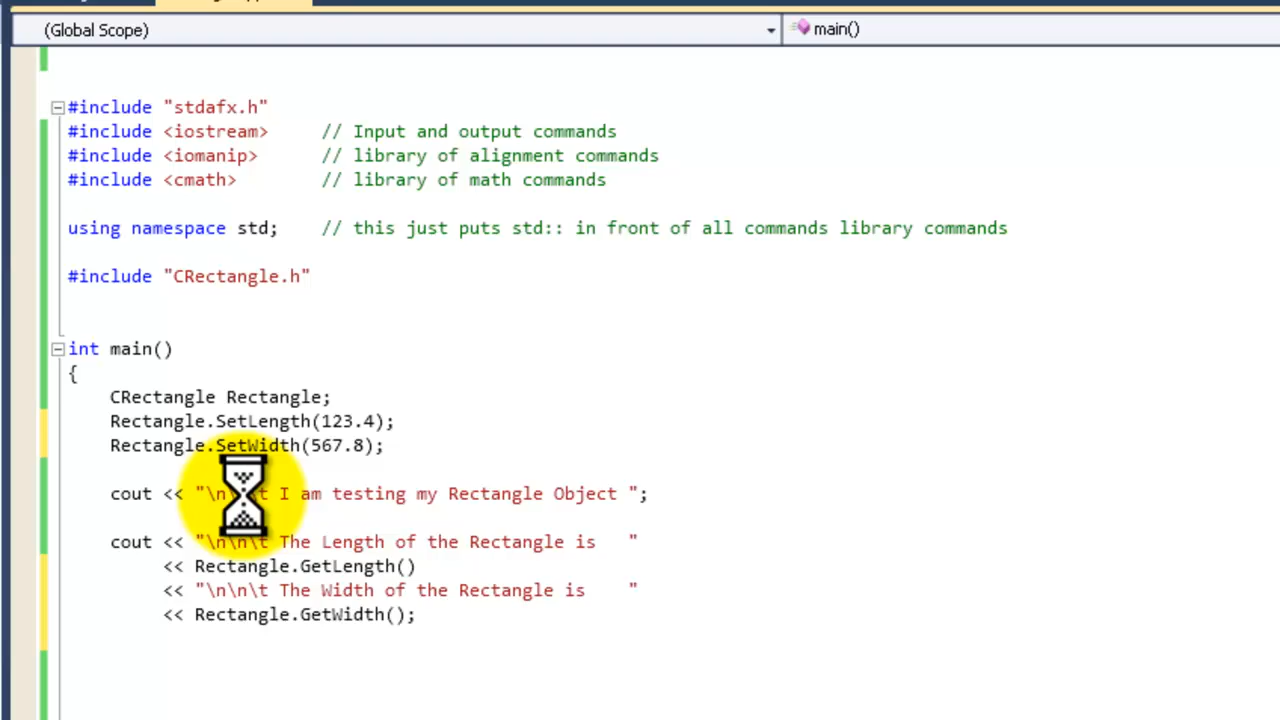 (Global Scope) main()
#include "stdafx.h"
#include <iostream> // Input and output commands
#include <iomanip> // library of alignment commands
#include <cmath> // library of math commands
using namespace std; // this just puts std:: in front of all commands library commands
#include "CRectangle.h"
int main()
{
CRectangle Rectangle;
Rectangle.SetLength(123.4);
Rectangle.SetWidth(567.8);
cout << "\n t I am testing my Rectangle Object ";
cout << "\n\n\t The Length of the Rectangle is "
<< Rectangle.GetLength()
<< "\n\n\t The Width of the Rectangle is "
<< Rectangle.GetWidth();